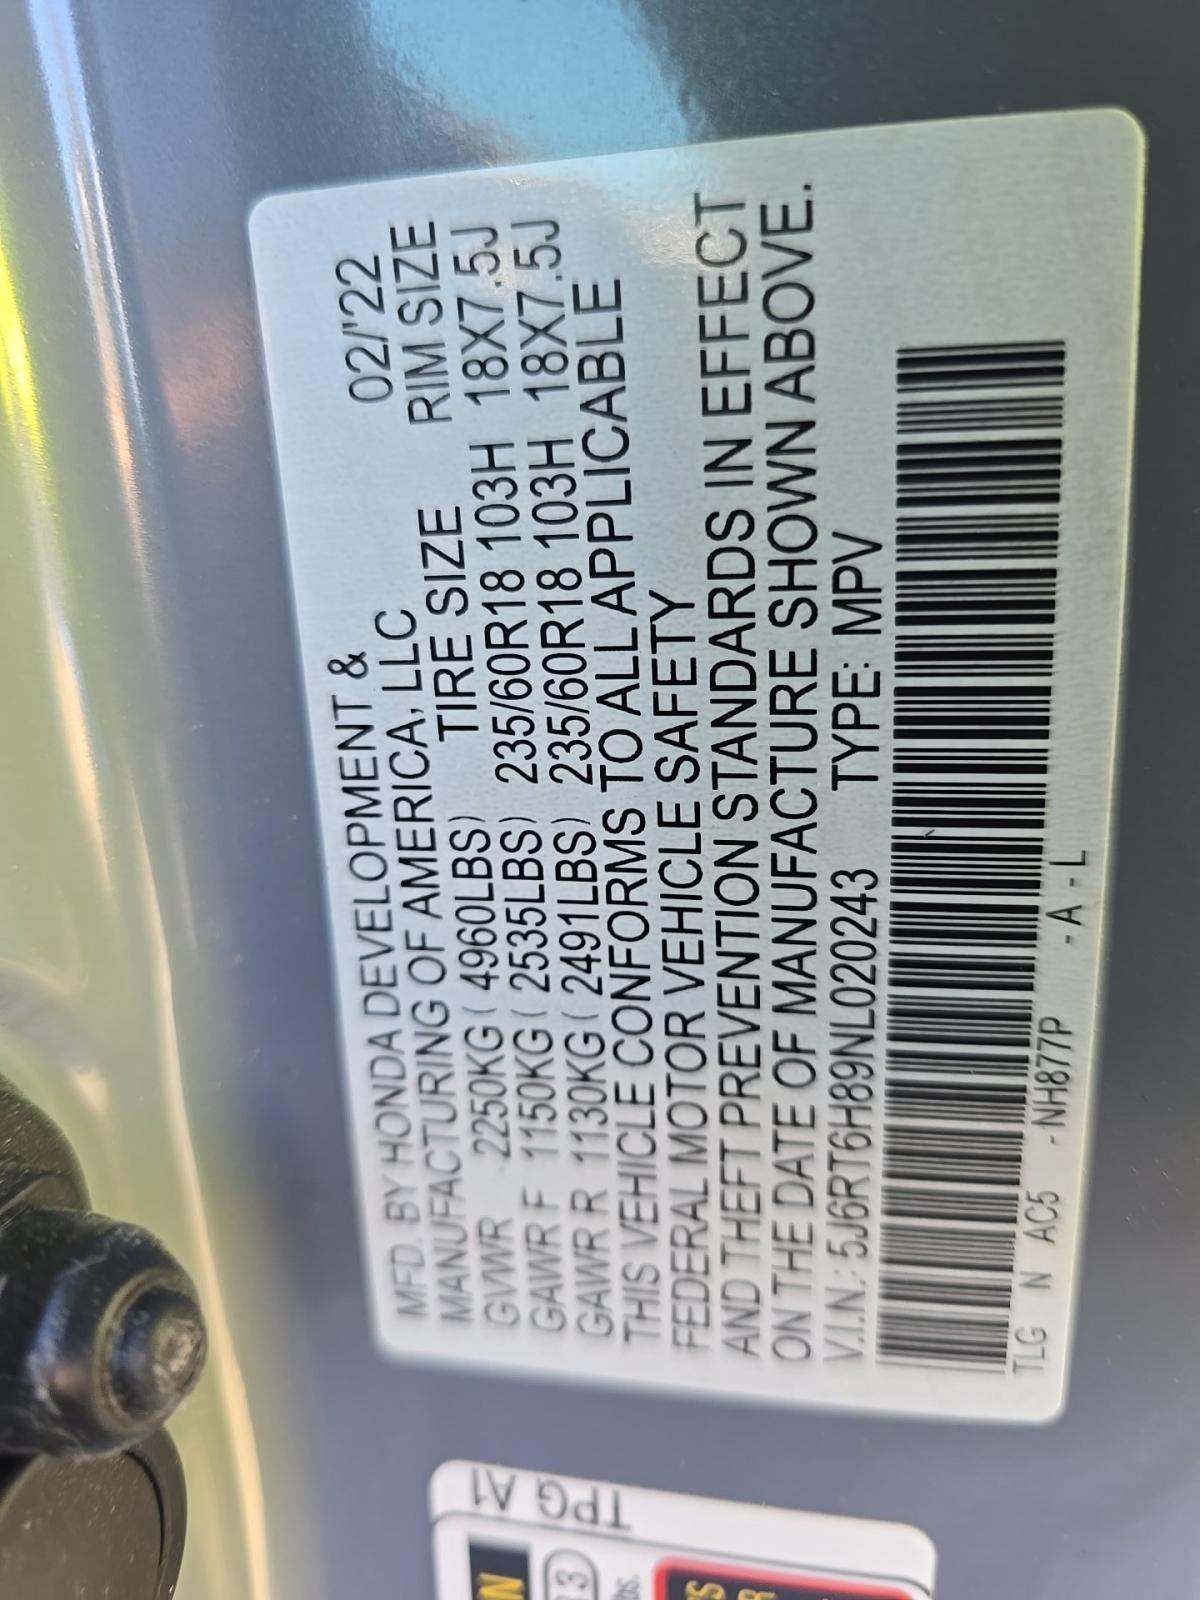 MFD. BY HONDA DEVELOPMENT & 02/'22
MANUFACTURING OF AMERICA, LLC RIM SIZE
TIRE SIZE
GVWR 2250KG ( 4960LBS)
GAWR F 1150KG ( 2535LBS) 235/60R18 103H 18X7.5J
GAWR R 1130KG ( 2491LBS) 235/60R18 103H 18X7.5J
THIS VEHICLE CONFORMS TO ALL APPLICABLE
FEDERAL MOTOR VEHICLE SAFETY
AND THEFT PREVENTION STANDARDS IN EFFECT
ON THE DATE OF MANUFACTURE SHOWN ABOVE.
V.I.N.: 5J6RT6H89NL020243 TYPE: MPV
TLG N AC5 -NH877P -A-L
TPG A1